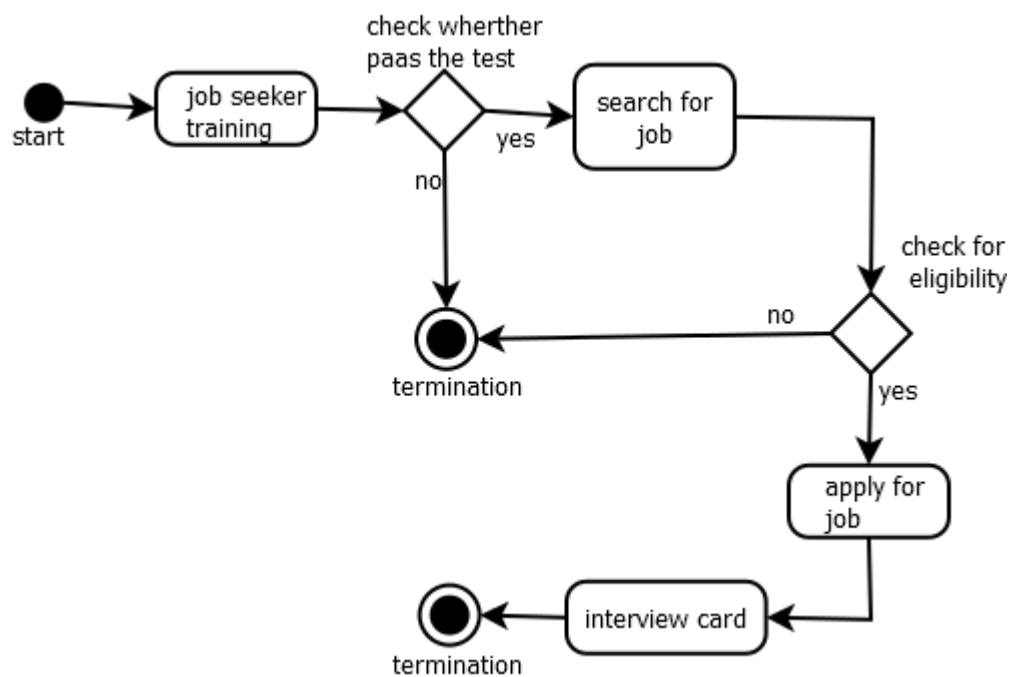 check wherther
paas the test
start
job seeker
training
yes
search for
job
no
check for
eligibility
no
termination
yes
apply for
job
interview card
termination